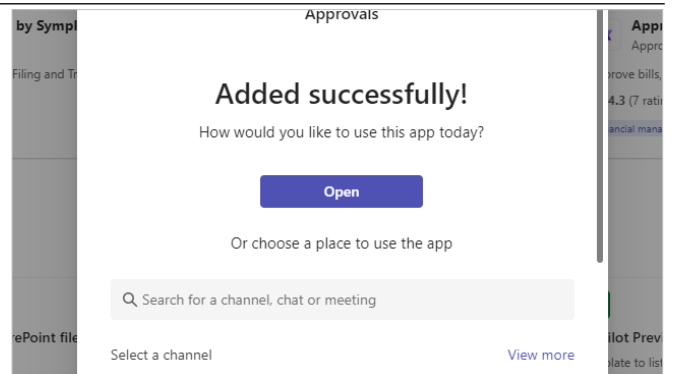 Approvals
by Sympl
Filing and Tr
Added successfully!
How would you like to use this app today?
Open
Or choose a place to use the app
Search for a channel, chat or meeting
Select a channel
View more
ePoint file
Appr
Appro
prove bills,
4.3 (7 ratin
ancial mana
ilot Previ
plate to list